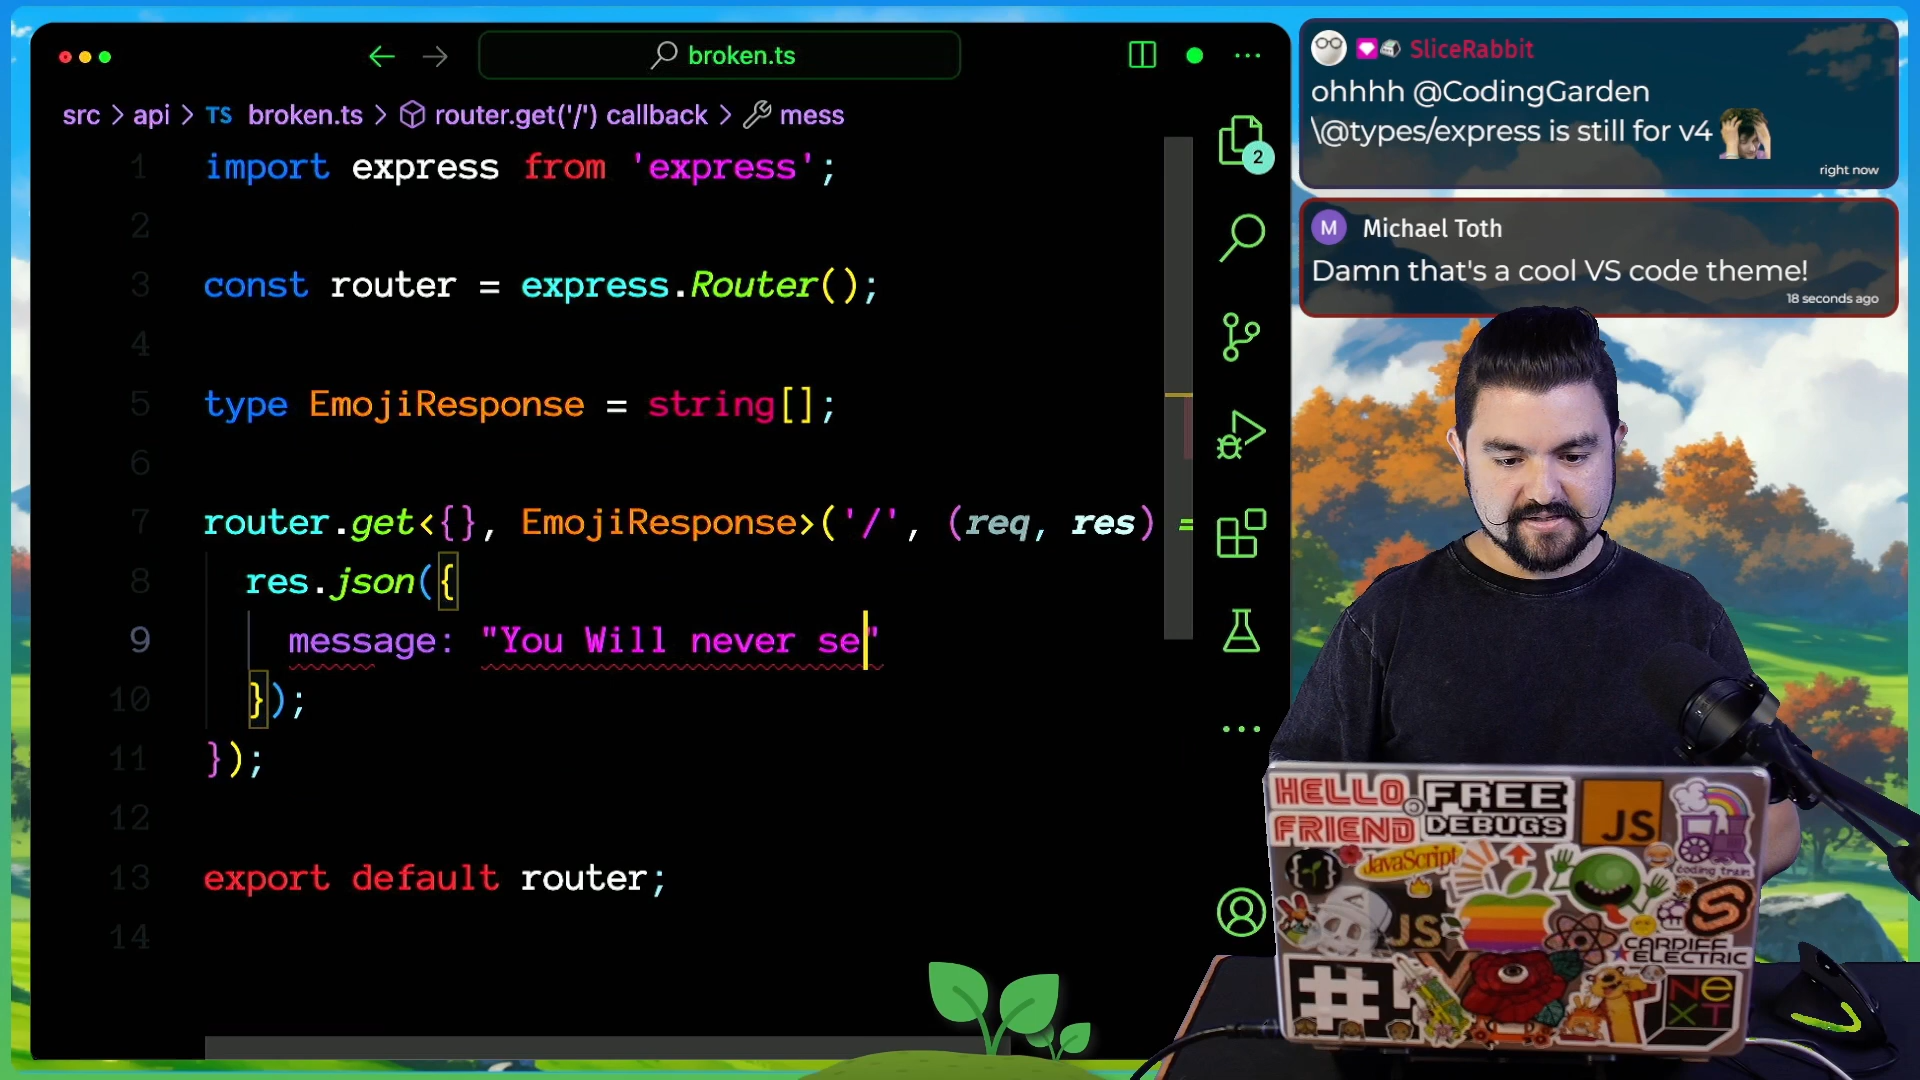 broken.ts
src > api > TS broken.ts > router.get('/') callback > mess
1 import express from 'express';
2
3 const router = express.Router();
4
5 type EmojiResponse = string[];
6
7 router.get<{}, EmojiResponse>('/', (req, res) =
8 res.json({
9 message: "You Will never se"
10 });
11 });
12
13 export default router;
14
2
SliceRabbit
ohhhh @CodingGarden
\@types/express is still for v4
right now
M Michael Toth
Damn that's a cool VS code theme!
18 seconds ago
HELLO
FRIEND
FREE
DEBUGS
JS
JavaScript
coding train
JS
CARDIFF
ELECTRIC
NEXT